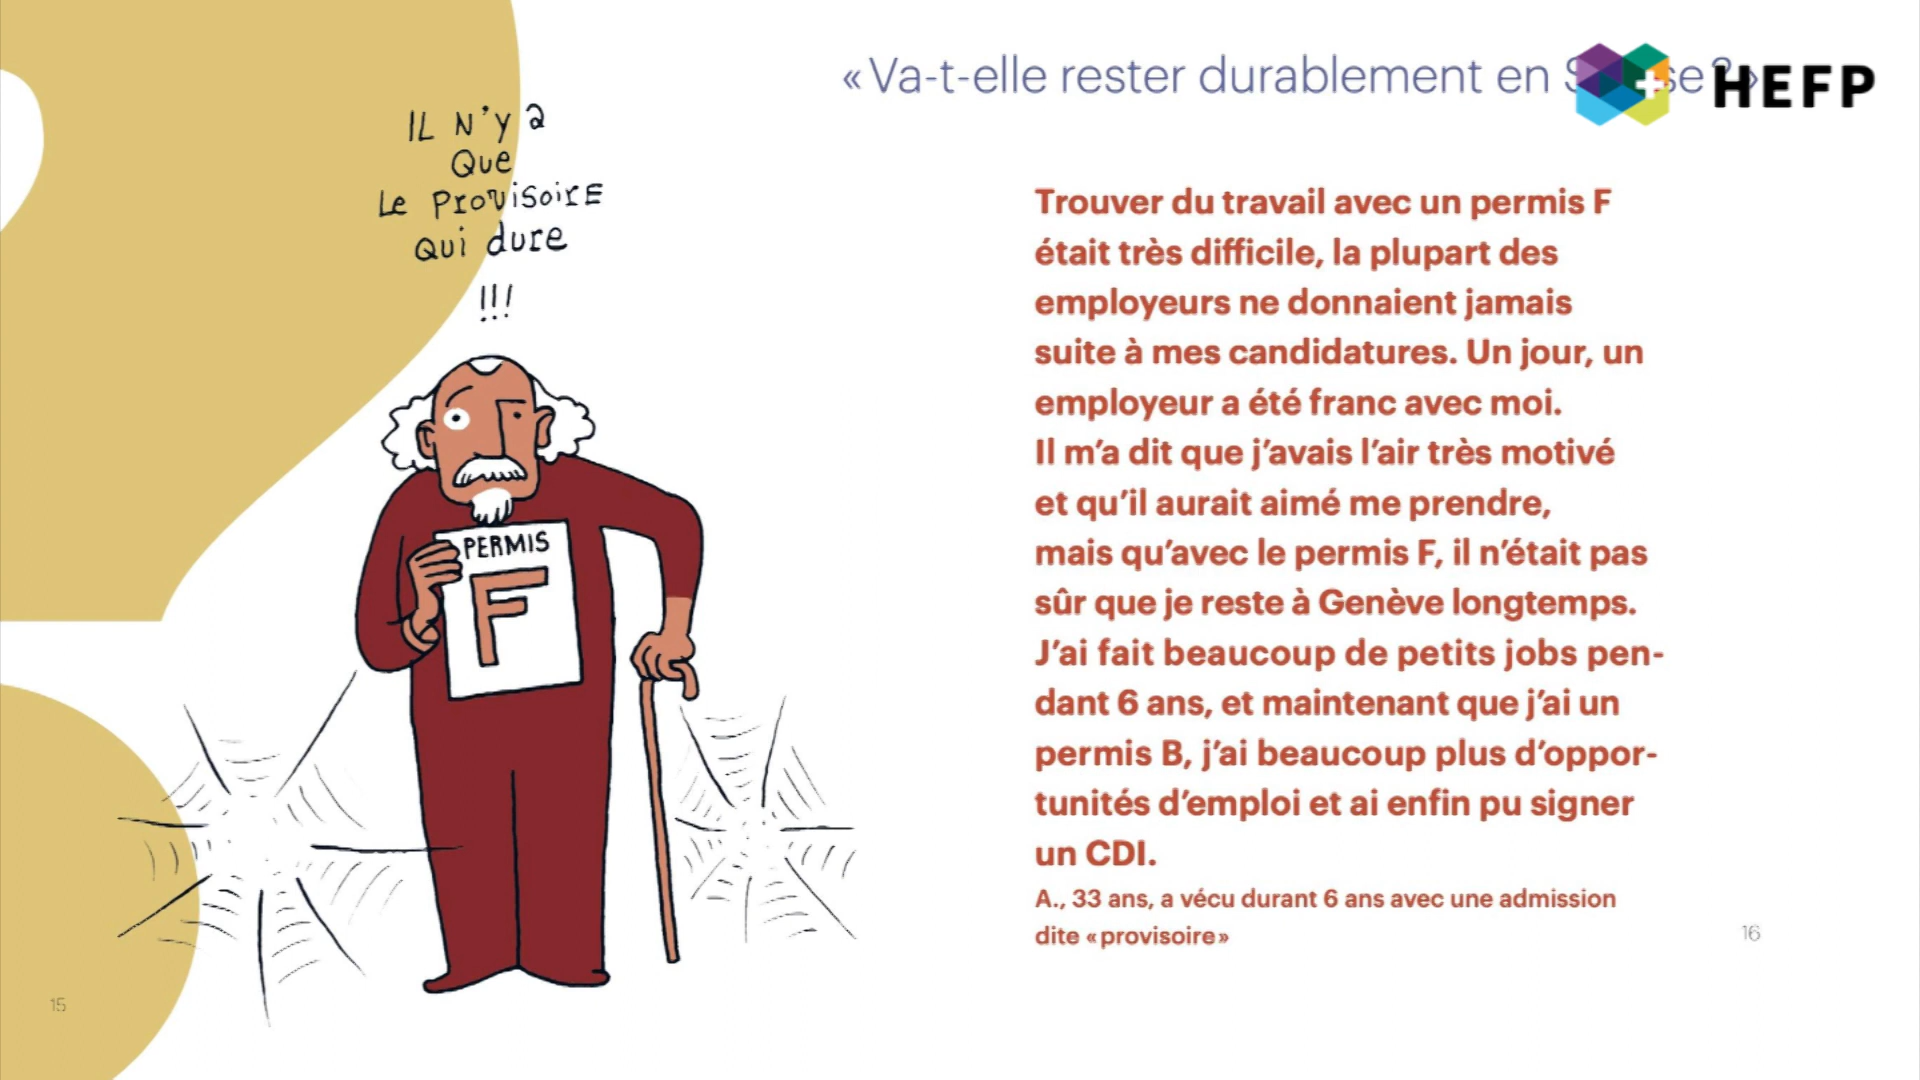 IL N'Y a
Que
Le ProvisoirE
Qui dure
!!!
PERMIS
F
15
« Va-t-elle rester durablement en
HEFP
Trouver du travail avec un permis F
était très difficile, la plupart des
employeurs ne donnaient jamais
suite à mes candidatures. Un jour, un
employeur a été franc avec moi.
Il m’a dit que j’avais l’air très motivé
et qu’il aurait aimé me prendre,
mais qu’avec le permis F, il n’était pas
sûr que je reste à Genève longtemps.
J’ai fait beaucoup de petits jobs pen-
dant 6 ans, et maintenant que j’ai un
permis B, j’ai beaucoup plus d’oppor-
tunités d’emploi et ai enfin pu signer
un CDI.
A., 33 ans, a vécu durant 6 ans avec une admission
dite « provisoire »
16